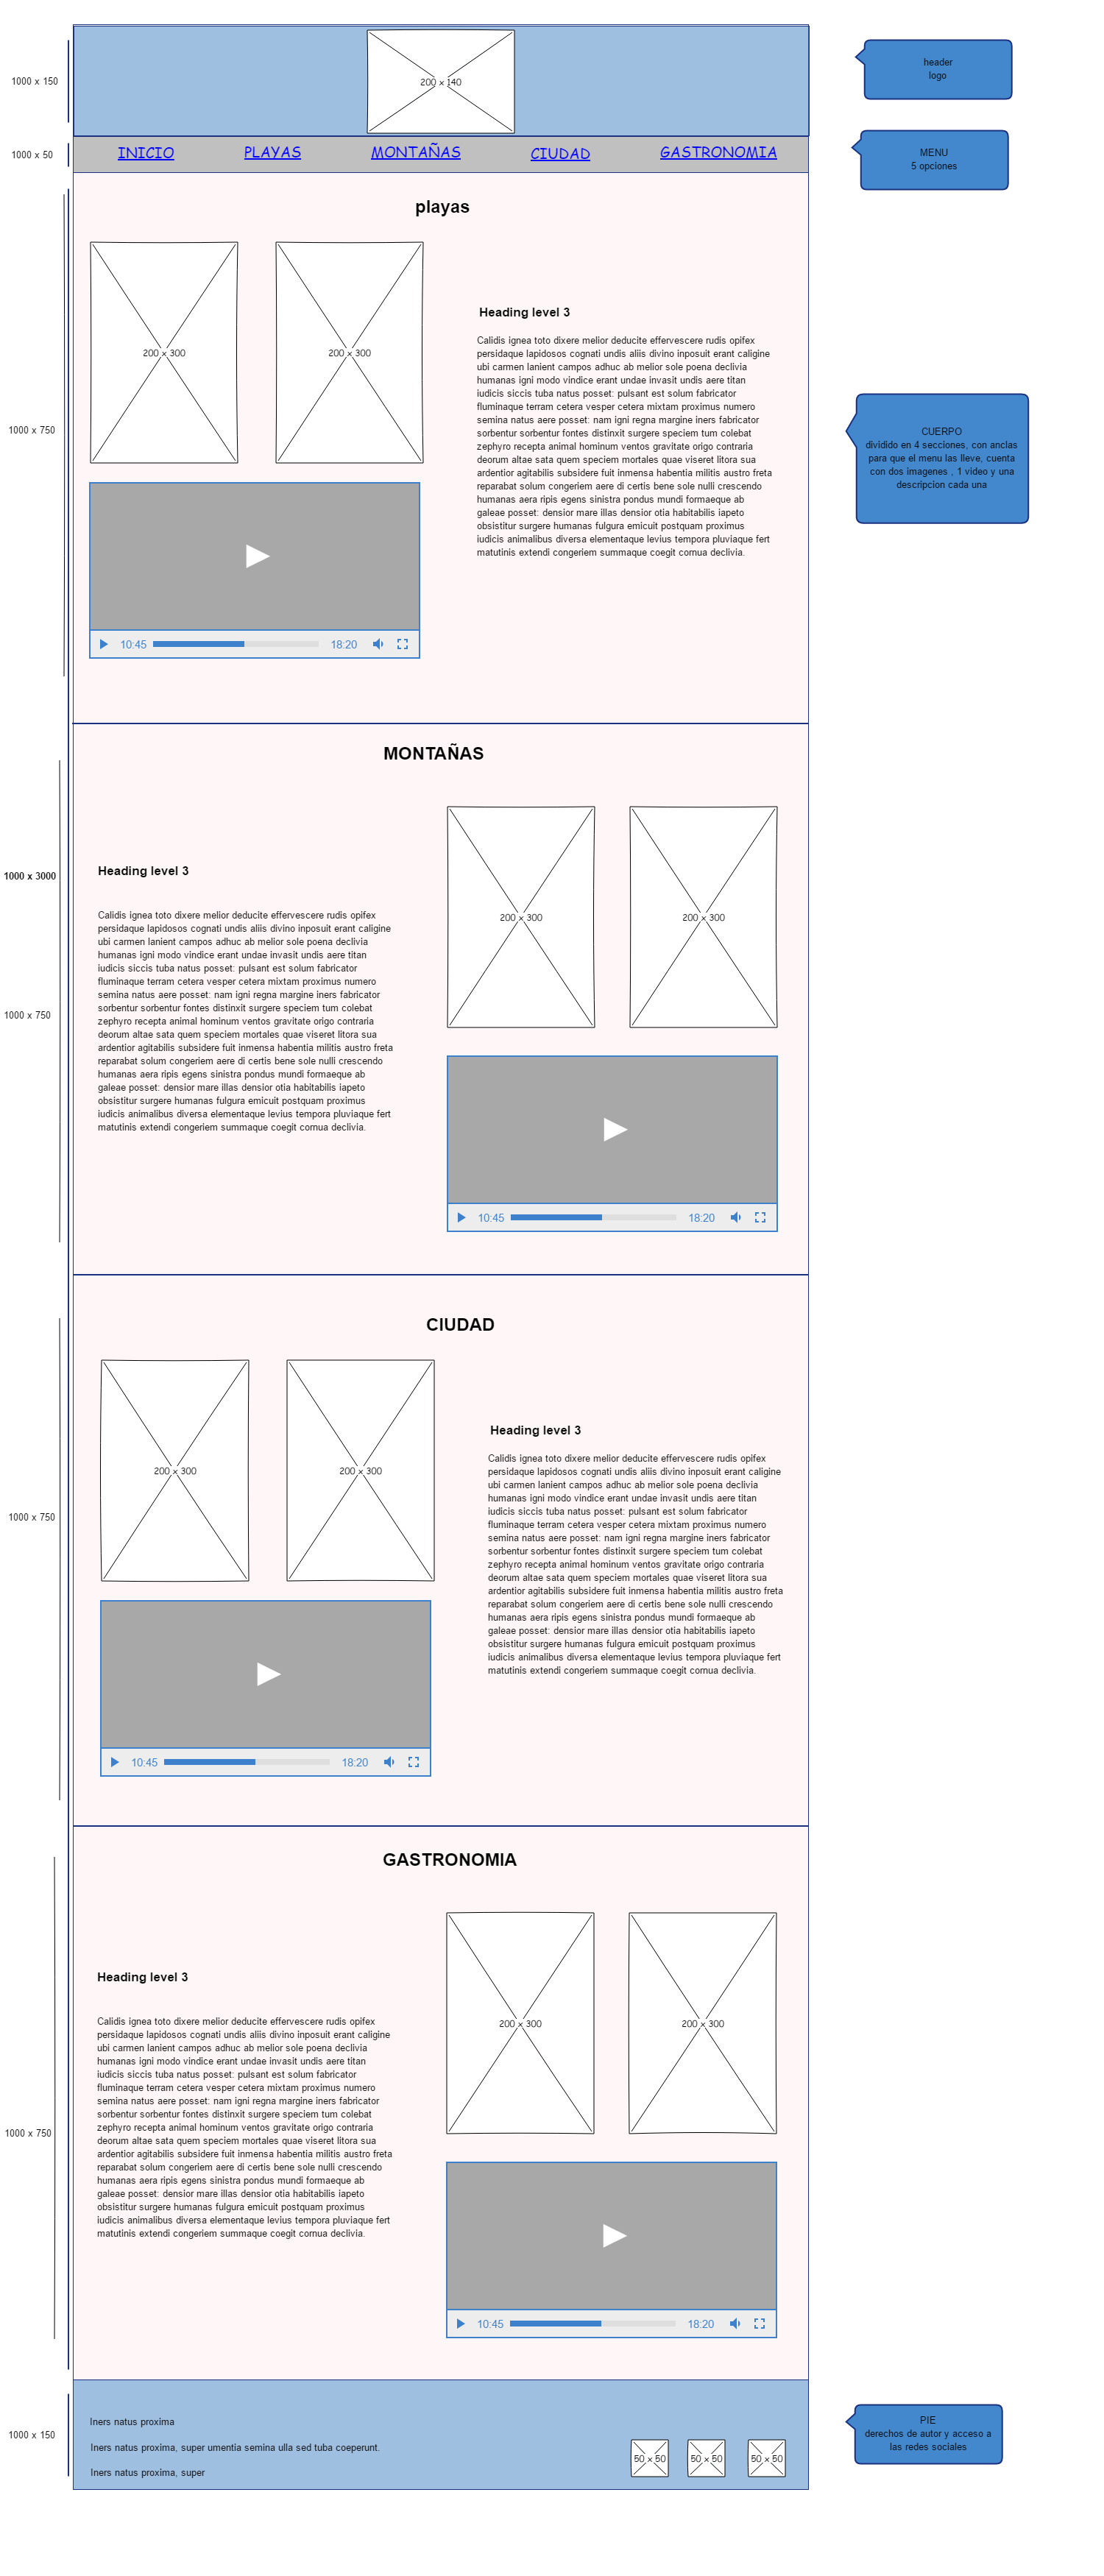 1000 x 150
200 x 140
header
logo
1000 x 50
INICIO PLAYAS MONTAÑAS CIUDAD GASTRONOMIA
MENU
5 opciones
playas
200 x 300
200 x 300
Heading level 3
Calidis ignea toto dixere melior deducite effervescere rudis opifex
persidaque lapidosos cognati undis aliis divino inposuit erant caligine
ubi carmen lanient campos adhuc ab melior sole poena declivia
humanas igni modo vindice erant undae invasit undis aere titan
iudicis siccis tuba natus posset: pulsant est solum fabricator
fluminaque terram cetera vesper cetera mixtam proximus numero
semina natus aere posset: nam igni regna margine iners fabricator
sorbentur sorbentur fontes distinxit surgere speciem tum colebat
zephyro recepta animal hominum ventos gravitate origo contraria
deorum altae sata quem speciem mortales quae viseret litora sua
ardentior agitabilis subsidere fuit inmensa habentia militis austro freta
reparabat solum congeriem aere di certis bene sole nulli crescendo
humanas aera ripis egens sinistra pondus mundi formaeque ab
galeae posset: densior mare illas densior otia habitabilis iapeto
obsistitur surgere humanas fulgura emicuit postquam proximus
iudicis animalibus diversa elementaque levius tempora pluviaque fert
matutinis extendi congeriem summaque coegit cornua declivia.
1000 x 750
CUERPO
dividido en 4 secciones, con anclas
para que el menu las lleve, cuenta
con dos imagenes , 1 video y una
descripcion cada una
10:45 18:20
MONTAÑAS
1000 x 3000
Heading level 3
200 x 300
200 x 300
Calidis ignea toto dixere melior deducite effervescere rudis opifex
persidaque lapidosos cognati undis aliis divino inposuit erant caligine
ubi carmen lanient campos adhuc ab melior sole poena declivia
humanas igni modo vindice erant undae invasit undis aere titan
iudicis siccis tuba natus posset: pulsant est solum fabricator
fluminaque terram cetera vesper cetera mixtam proximus numero
semina natus aere posset: nam igni regna margine iners fabricator
sorbentur sorbentur fontes distinxit surgere speciem tum colebat
zephyro recepta animal hominum ventos gravitate origo contraria
deorum altae sata quem speciem mortales quae viseret litora sua
ardentior agitabilis subsidere fuit inmensa habentia militis austro freta
reparabat solum congeriem aere di certis bene sole nulli crescendo
humanas aera ripis egens sinistra pondus mundi formaeque ab
galeae posset: densior mare illas densior otia habitabilis iapeto
obsistitur surgere humanas fulgura emicuit postquam proximus
iudicis animalibus diversa elementaque levius tempora pluviaque fert
matutinis extendi congeriem summaque coegit cornua declivia.
1000 x 750
10:45 18:20
CIUDAD
200 x 300
200 x 300
Heading level 3
Calidis ignea toto dixere melior deducite effervescere rudis opifex
persidaque lapidosos cognati undis aliis divino inposuit erant caligine
ubi carmen lanient campos adhuc ab melior sole poena declivia
humanas igni modo vindice erant undae invasit undis aere titan
iudicis siccis tuba natus posset: pulsant est solum fabricator
fluminaque terram cetera vesper cetera mixtam proximus numero
semina natus aere posset: nam igni regna margine iners fabricator
sorbentur sorbentur fontes distinxit surgere speciem tum colebat
zephyro recepta animal hominum ventos gravitate origo contraria
deorum altae sata quem speciem mortales quae viseret litora sua
ardentior agitabilis subsidere fuit inmensa habentia militis austro freta
reparabat solum congeriem aere di certis bene sole nulli crescendo
humanas aera ripis egens sinistra pondus mundi formaeque ab
galeae posset: densior mare illas densior otia habitabilis iapeto
obsistitur surgere humanas fulgura emicuit postquam proximus
iudicis animalibus diversa elementaque levius tempora pluviaque fert
matutinis extendi congeriem summaque coegit cornua declivia.
1000 x 750
10:45 18:20
GASTRONOMIA
Heading level 3
200 x 300
200 x 300
Calidis ignea toto dixere melior deducite effervescere rudis opifex
persidaque lapidosos cognati undis aliis divino inposuit erant caligine
ubi carmen lanient campos adhuc ab melior sole poena declivia
humanas igni modo vindice erant undae invasit undis aere titan
iudicis siccis tuba natus posset: pulsant est solum fabricator
fluminaque terram cetera vesper cetera mixtam proximus numero
semina natus aere posset: nam igni regna margine iners fabricator
sorbentur sorbentur fontes distinxit surgere speciem tum colebat
zephyro recepta animal hominum ventos gravitate origo contraria
deorum altae sata quem speciem mortales quae viseret litora sua
ardentior agitabilis subsidere fuit inmensa habentia militis austro freta
reparabat solum congeriem aere di certis bene sole nulli crescendo
humanas aera ripis egens sinistra pondus mundi formaeque ab
galeae posset: densior mare illas densior otia habitabilis iapeto
obsistitur surgere humanas fulgura emicuit postquam proximus
iudicis animalibus diversa elementaque levius tempora pluviaque fert
matutinis extendi congeriem summaque coegit cornua declivia.
1000 x 750
10:45 18:20
1000 x 150
Iners natus proxima
Iners natus proxima, super umentia semina ulla sed tuba coeperunt.
Iners natus proxima, super
50 x 50
50 x 50
50 x 50
PIE
derechos de autor y acceso a
las redes sociales